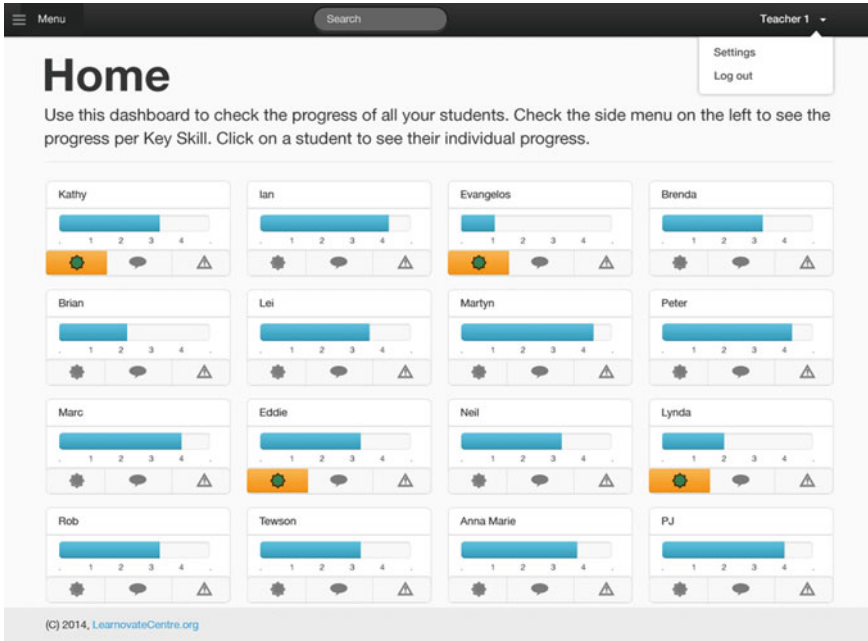 Menu Search Teacher 1
Settings
Log out
Home
Use this dashboard to check the progress of all your students. Check the side menu on the left to see the
progress per Key Skill. Click on a student to see their individual progress.
Kathy Ian Evangelos Brenda
. 1 2 3 4 . . 1 2 3 4 . . 1 2 3 4 . . 1 2 3 4 .
Brian Lei Martyn Peter
. 1 2 3 4 . . 1 2 3 4 . . 1 2 3 4 . . 1 2 3 4 .
Marc Eddie Neil Lynda
. 1 2 3 4 . . 1 2 3 4 . . 1 2 3 4 . . 1 2 3 4 .
Rob Tewson Anna Marie PJ
. 1 2 3 4 . . 1 2 3 4 . . 1 2 3 4 . . 1 2 3 4 .
(C) 2014, LearnovateCentre.org